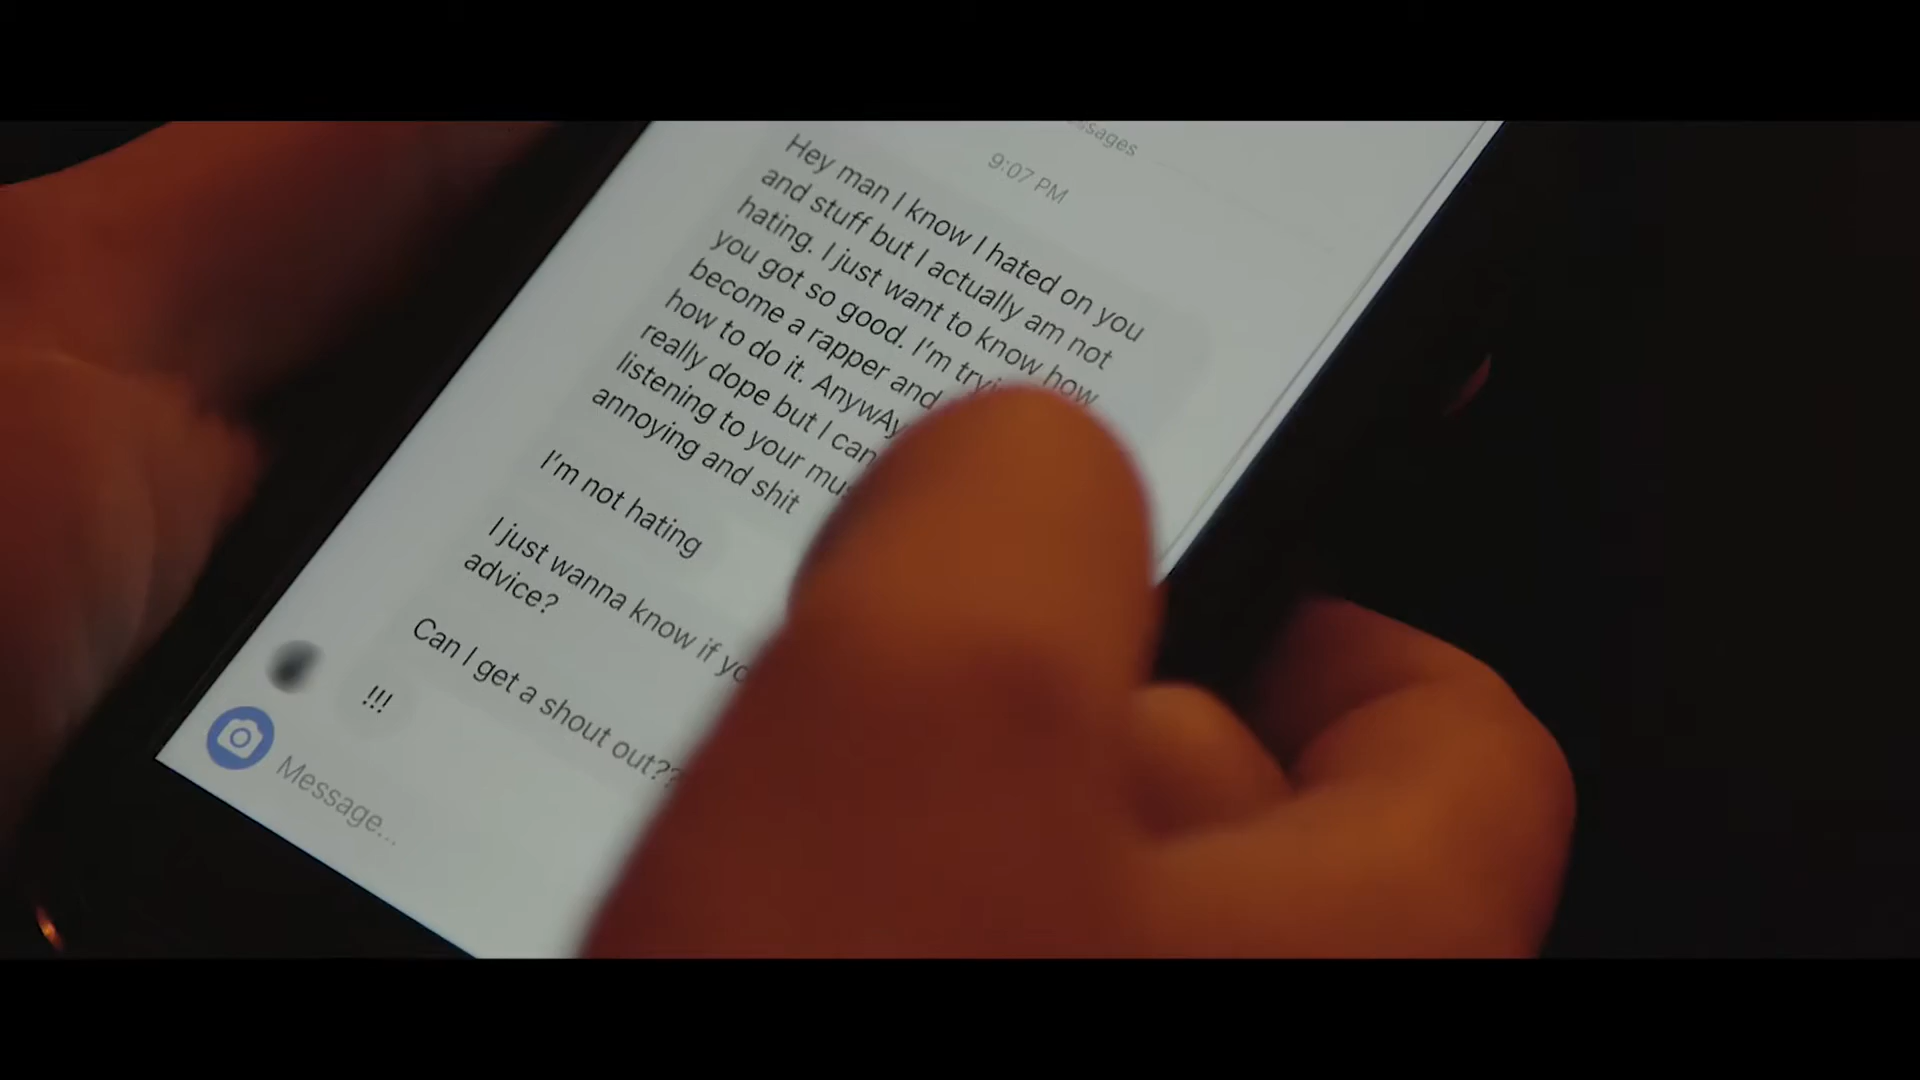 ssages
9:07 PM
Hey man I know I hated on you
and stuff but I actually am not
hating. I just want to know how
you got so good. I'm tryi
become a rapper and
how to do it. AnywAy
really dope but I can
listening to your mus
annoying and shit
I'm not hating
I just wanna know if yo
advice?
Can I get a shout out??
!!!
Message...